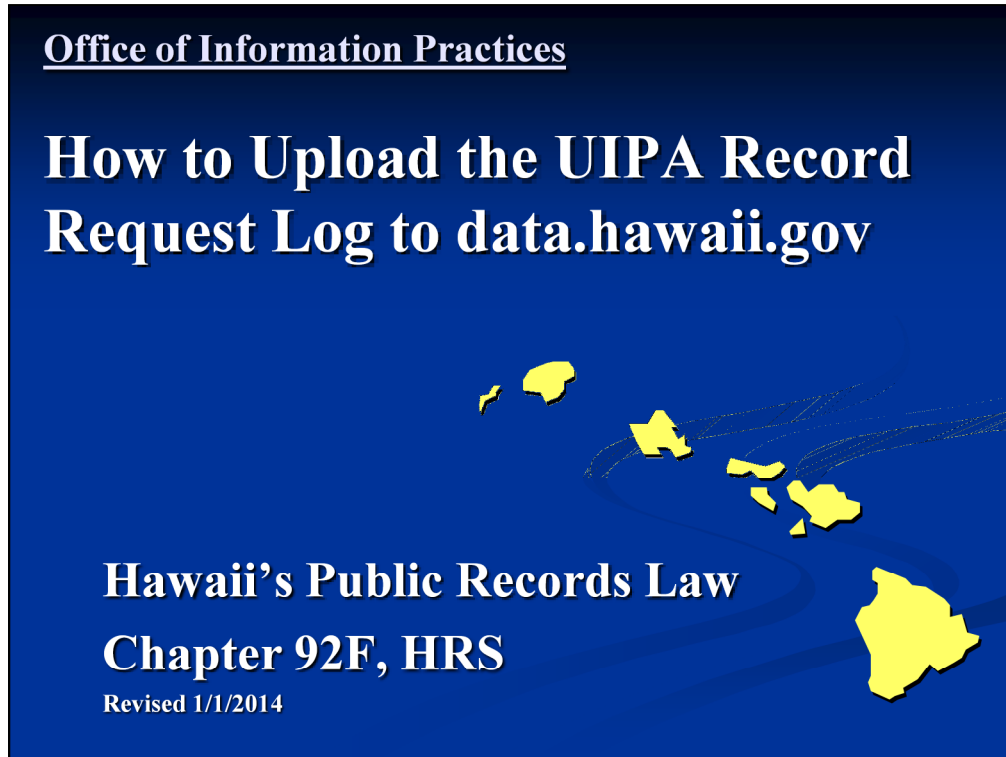 Office of Information Practices
How to Upload the UIPA Record
Request Log to data.hawaii.gov
Hawaii’s Public Records Law
Chapter 92F, HRS
Revised 1/1/2014